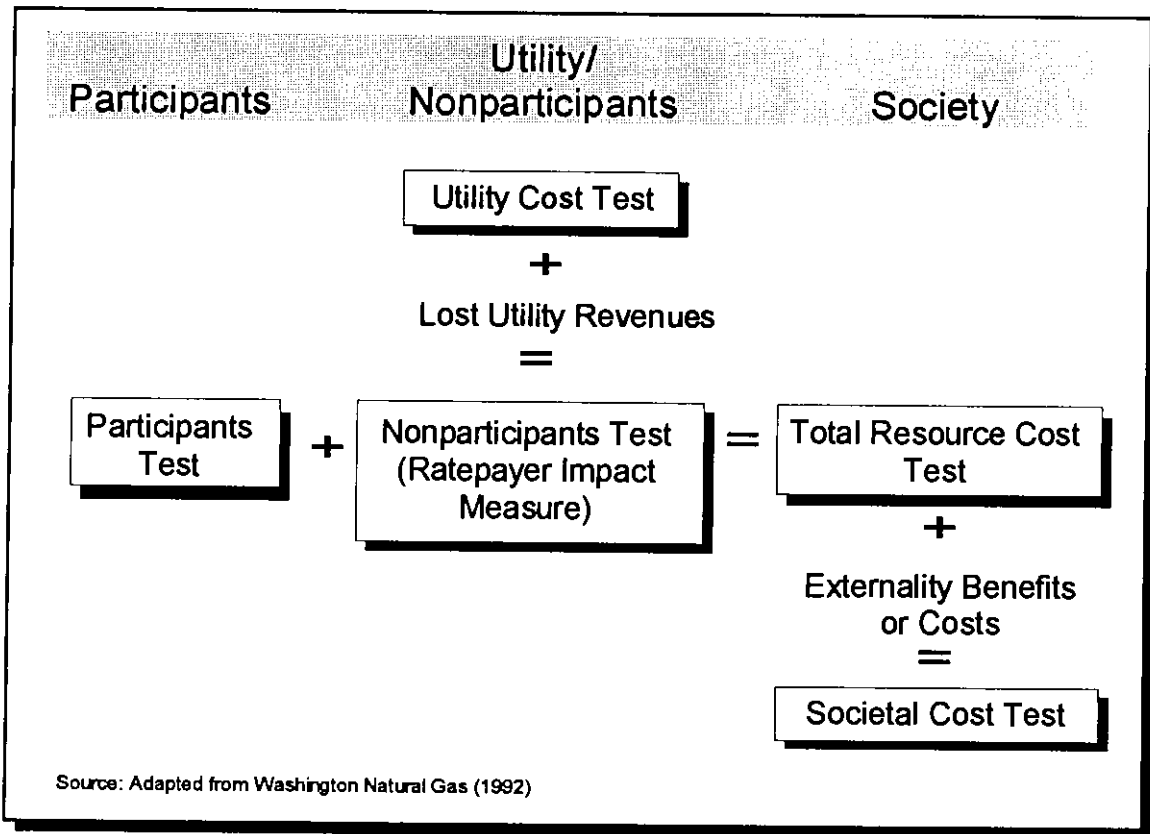 Participants
Utility/
Nonparticipants
Society
Utility Cost Test
+
Lost Utility Revenues
=
Participants
Test
+
Nonparticipants Test
(Ratepayer Impact
Measure)
=
Total Resource Cost
Test
+
Externality Benefits
or Costs
=
Societal Cost Test
Source: Adapted from Washington Natural Gas (1992)